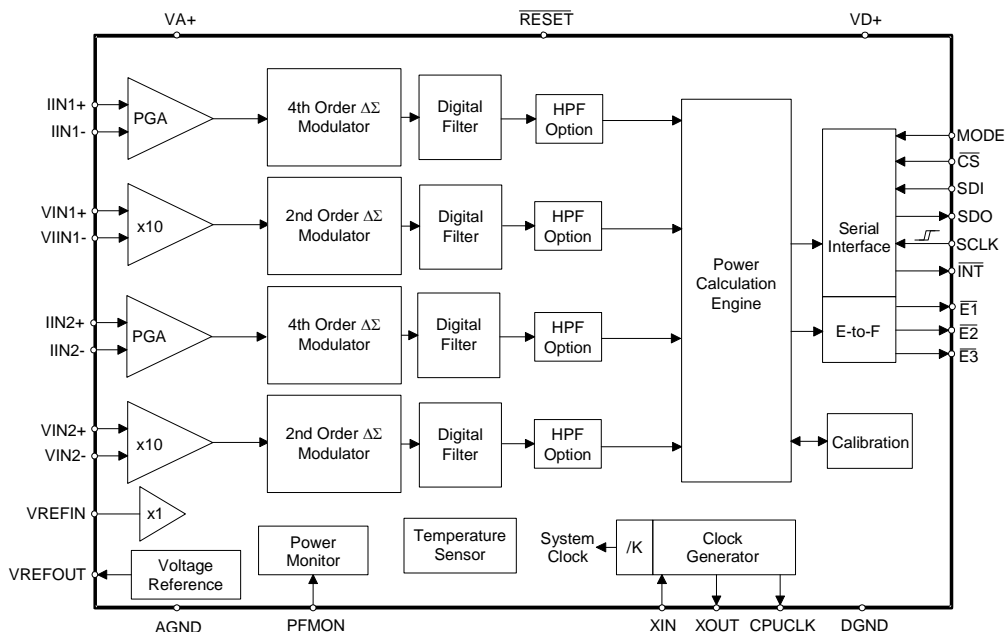 VA+
RESET
VD+
IIN1+
IIN1-
PGA
4th Order ΔΣ
Modulator
Digital
Filter
HPF
Option
VIN1+
VIIN1-
x10
2nd Order ΔΣ
Modulator
Digital
Filter
HPF
Option
IIN2+
IIN2-
PGA
4th Order ΔΣ
Modulator
Digital
Filter
HPF
Option
VIN2+
VIN2-
x10
2nd Order ΔΣ
Modulator
Digital
Filter
HPF
Option
Power
Calculation
Engine
Serial
Interface
E-to-F
Calibration
MODE
CS
SDI
SDO
SCLK
INT
E1
E2
E3
VREFIN
x1
VREFOUT
Voltage
Reference
Power
Monitor
Temperature
Sensor
System
Clock
/K
Clock
Generator
AGND
PFMON
XIN
XOUT
CPUCLK
DGND